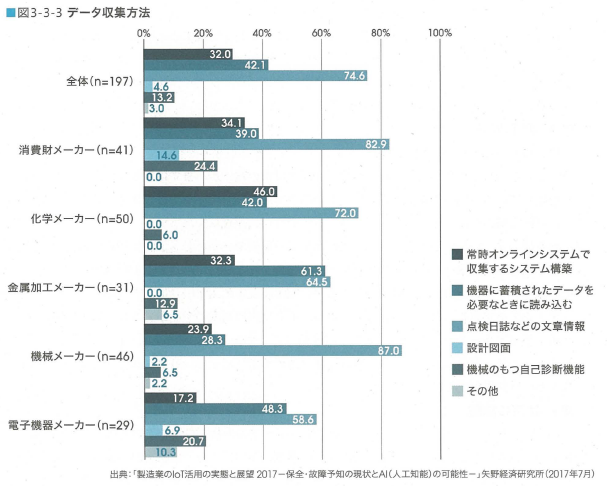 ■図3-3-3 データ収集方法
0% 20% 40% 60% 80% 100%
全体(n=197)
32.0
42.1
74.6
4.6
13.2
3.0
消費財メーカー(n=41)
34.1
39.0
82.9
14.6
24.4
0.0
化学メーカー(n=50)
46.0
42.0
72.0
0.0
6.0
0.0
金属加工メーカー(n=31)
32.3
61.3
64.5
0.0
12.9
6.5
機械メーカー(n=46)
23.9
28.3
87.0
2.2
6.5
2.2
電子機器メーカー(n=29)
17.2
48.3
58.6
6.9
20.7
10.3
常時オンラインシステムで
収集するシステム構築
機器に蓄積されたデータを
必要なときに読み込む
点検日誌などの文章情報
設計図面
機械のもつ自己診断機能
その他
出典:「製造業のIoT活用の実態と展望 2017−保全・故障予知の現状とAI(人工知能)の可能性−」矢野経済研究所(2017年7月)